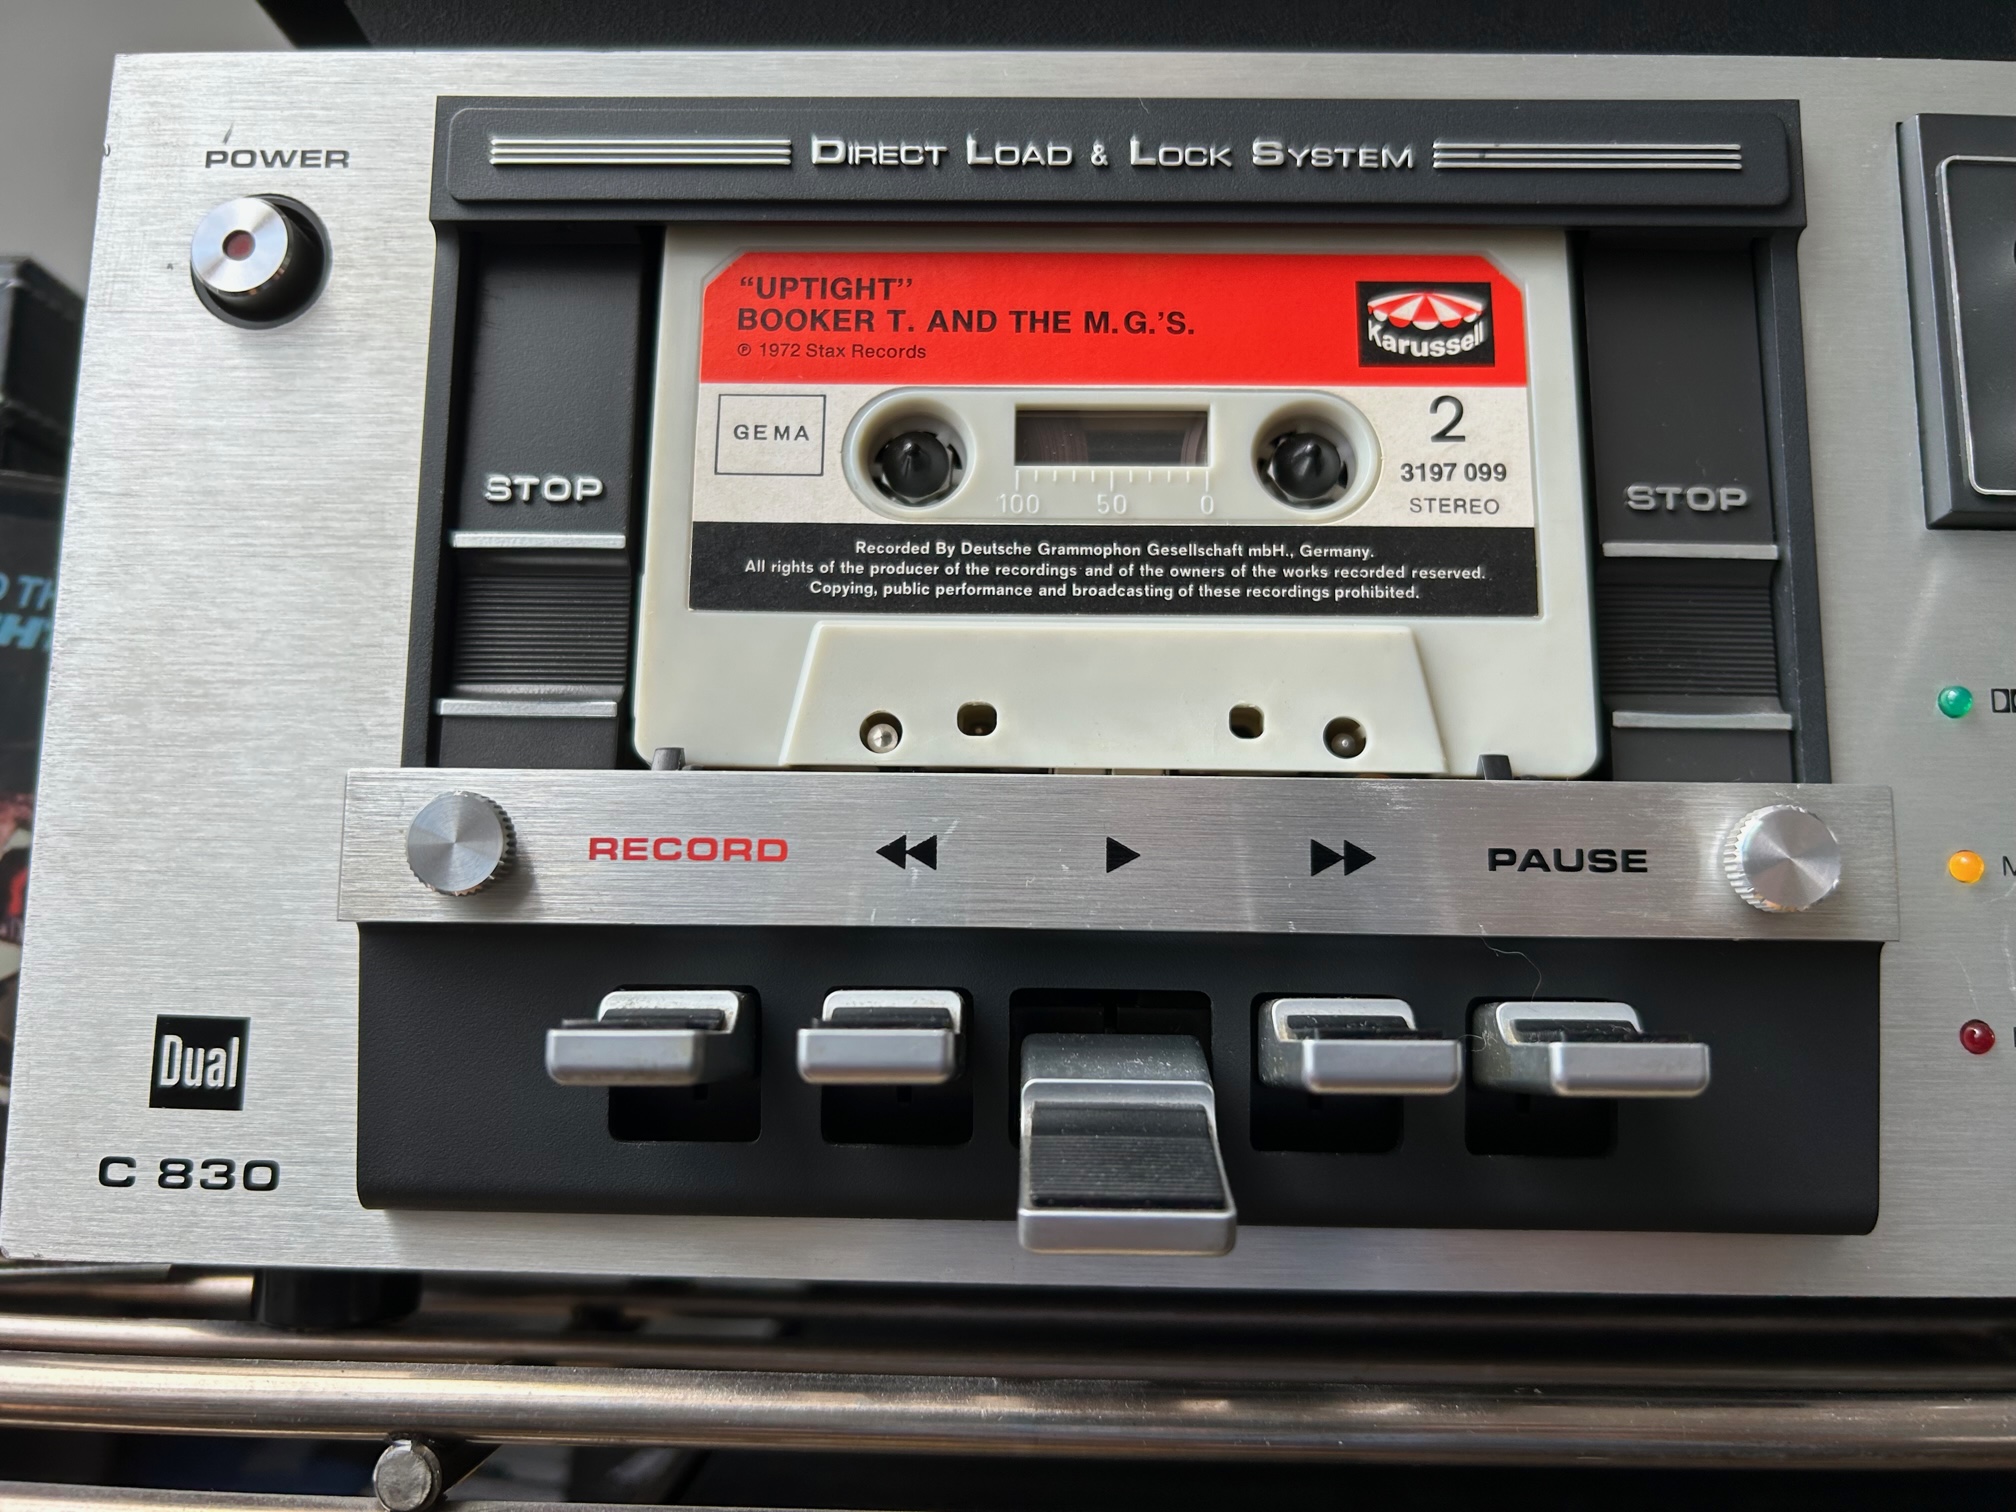 POWER
DIRECT LOAD & LOCK SYSTEM
"UPTIGHT"
BOOKER T. AND THE M.G.'S.
℗ 1972 Stax Records
Karussell
GEMA
2
3197 099
STEREO
100 50 0
STOP
STOP
Recorded By Deutsche Grammophon Gesellschaft mbH., Germany.
All rights of the producer of the recordings and of the owners of the works recorded reserved.
Copying, public performance and broadcasting of these recordings prohibited.
RECORD
PAUSE
Dual
C 830